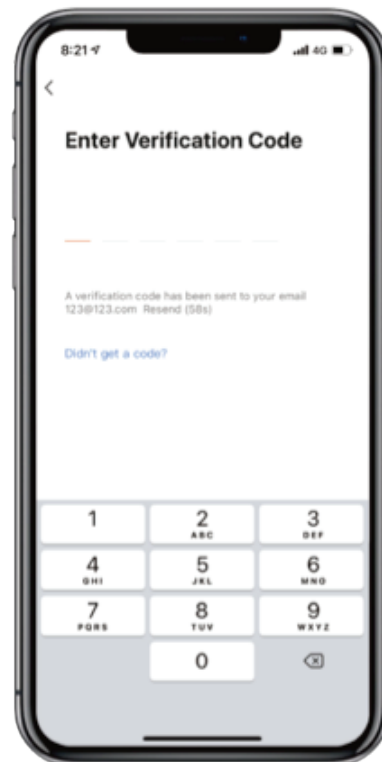 8:21 4G
Enter Verification Code
A verification code has been sent to your email
123@123.com Resend (58s)
Didn't get a code?
1 2 3
ABC DEF
4 5 6
GHI JKL MNO
7 8 9
PQRS TUV WXYZ
0